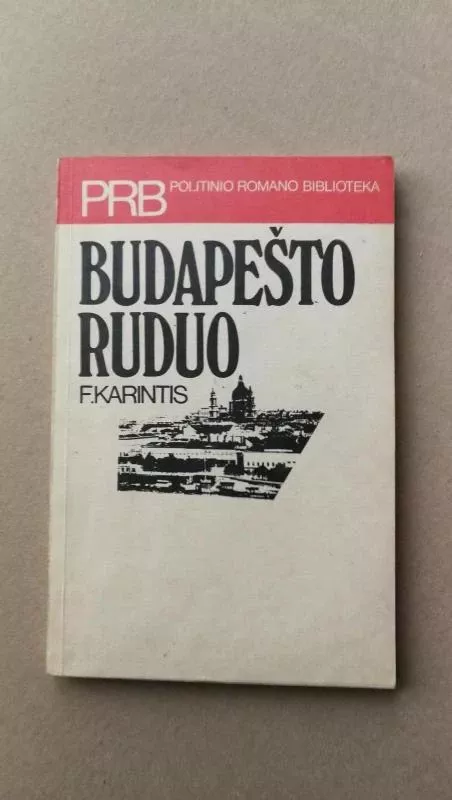 PRB POLITINIO ROMANO BIBLIOTEKA
BUDAPEŠTO
RUDUO
F.KARINTIS